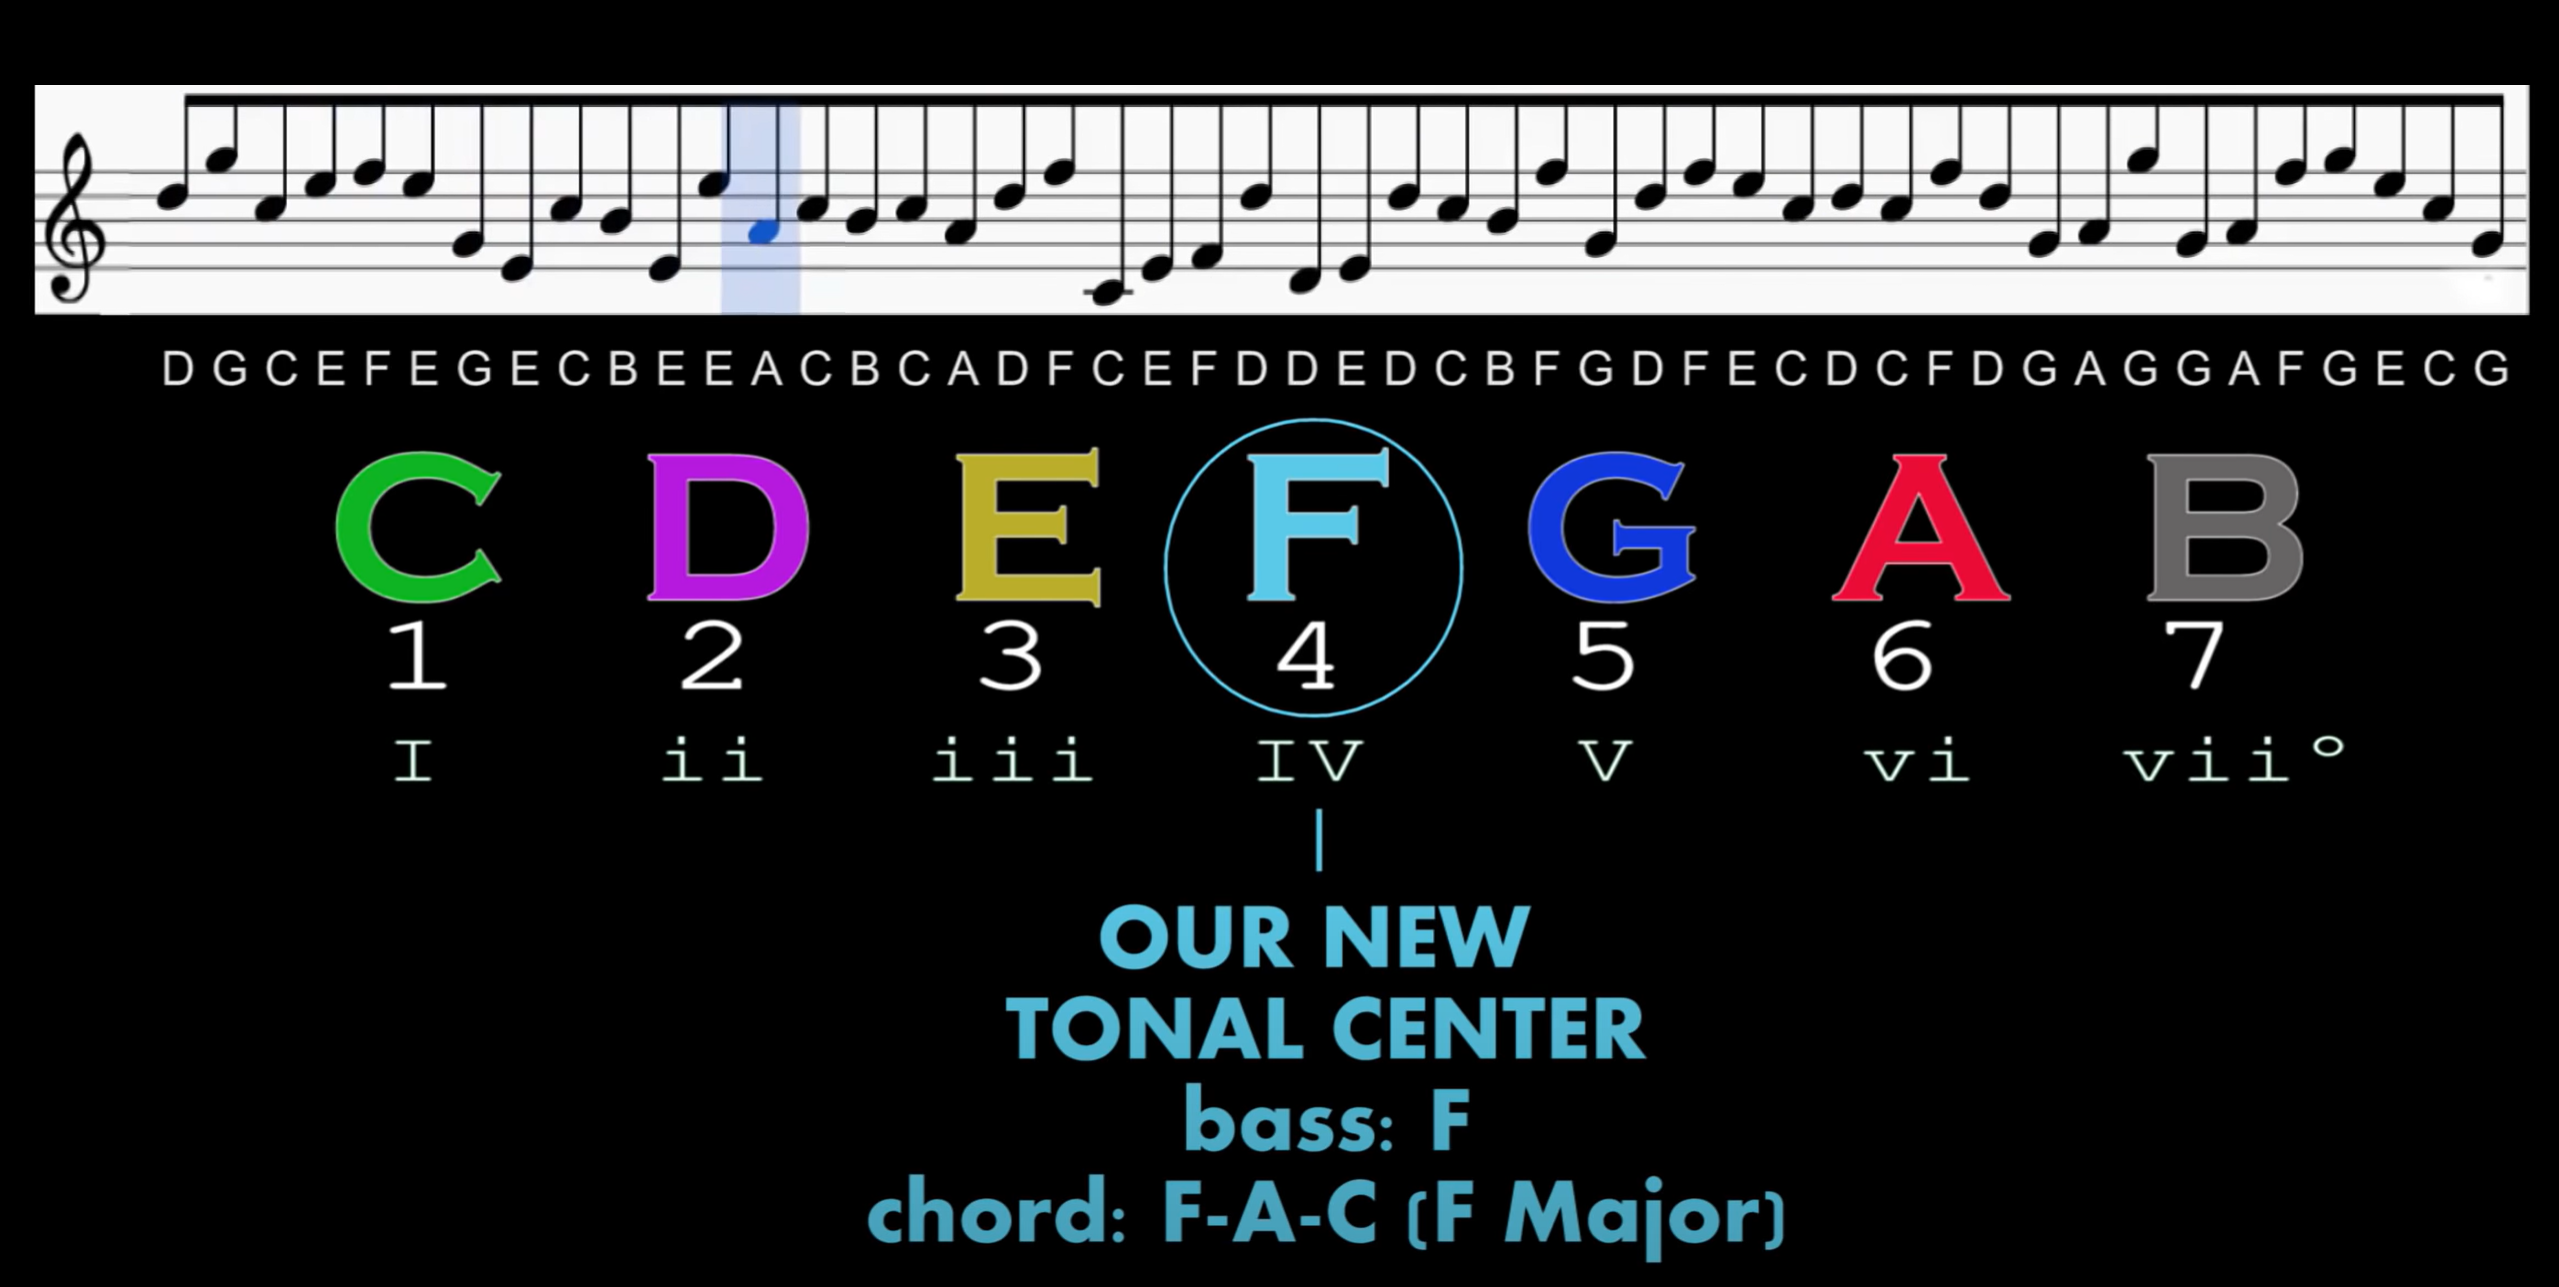 D G C E F E G E C B E E A C B C A D F C E F D D E D C B F G D F E C D C F D G A G G A F G E C G
C D E F G A B
1 2 3 4 5 6 7
I ii iii IV V vi vii°
OUR NEW
TONAL CENTER
bass: F
chord: F-A-C (F Major)